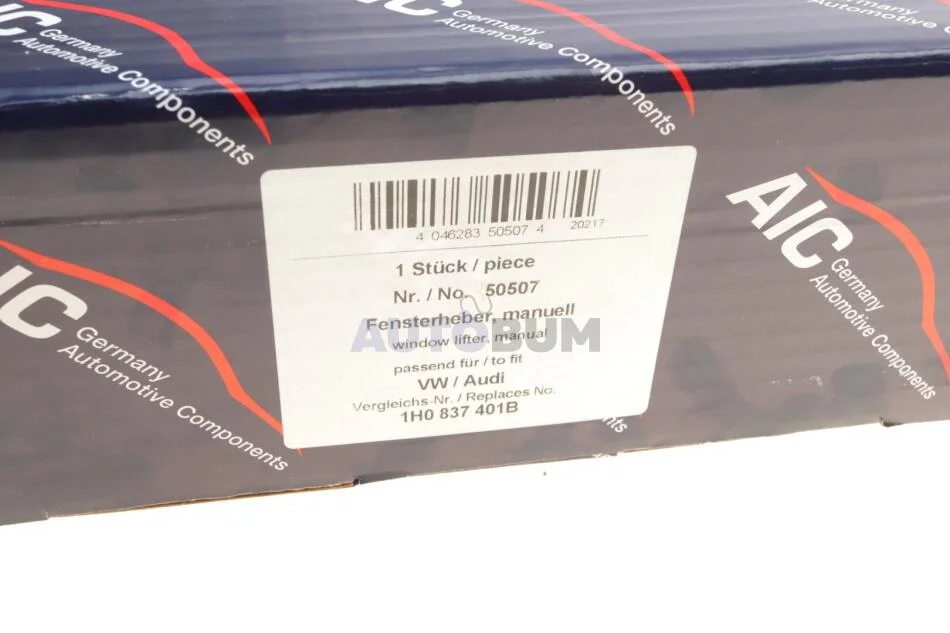 AIC
Germany
Automotive Components
Germany
Automotive Components
4 046283 50507 4 20217
1 Stück / piece
Nr. / No. 50507
Fensterheber, manuell
AUTOBUM
window lifter, manual
passend für / to fit
VW / Audi
Vergleichs-Nr. / Replaces No.
1H0 837 401B
AIC
Germany
Automotive Components
AIC
Germany
Automotive